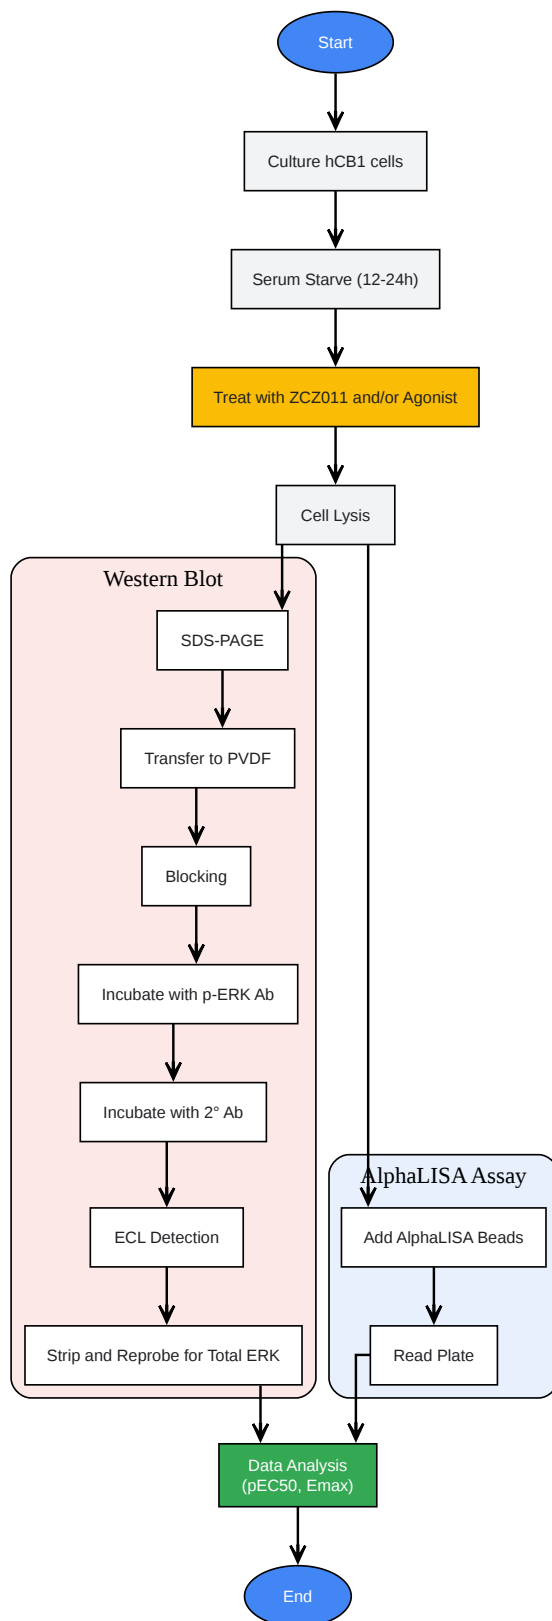 Start
Culture hCB1 cells
Serum Starve (12-24h)
Treat with ZCZ011 and/or Agonist
Cell Lysis
Western Blot
SDS-PAGE
Transfer to PVDF
Blocking
Incubate with p-ERK Ab
Incubate with 2° Ab
ECL Detection
Strip and Reprobe for Total ERK
AlphaLISA Assay
Add AlphaLISA Beads
Read Plate
Data Analysis
(pEC50, Emax)
End